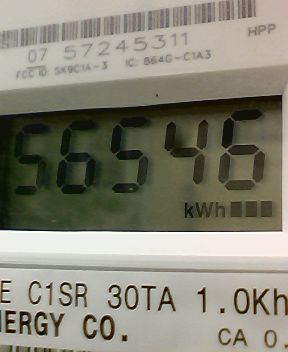 HPP
07 57245311
FCC ID: SK9C1A-3 IC: 864G-C1A3
56546
kWh
E C1SR 30TA 1.0Kh
NERGY CO.
CA 0.